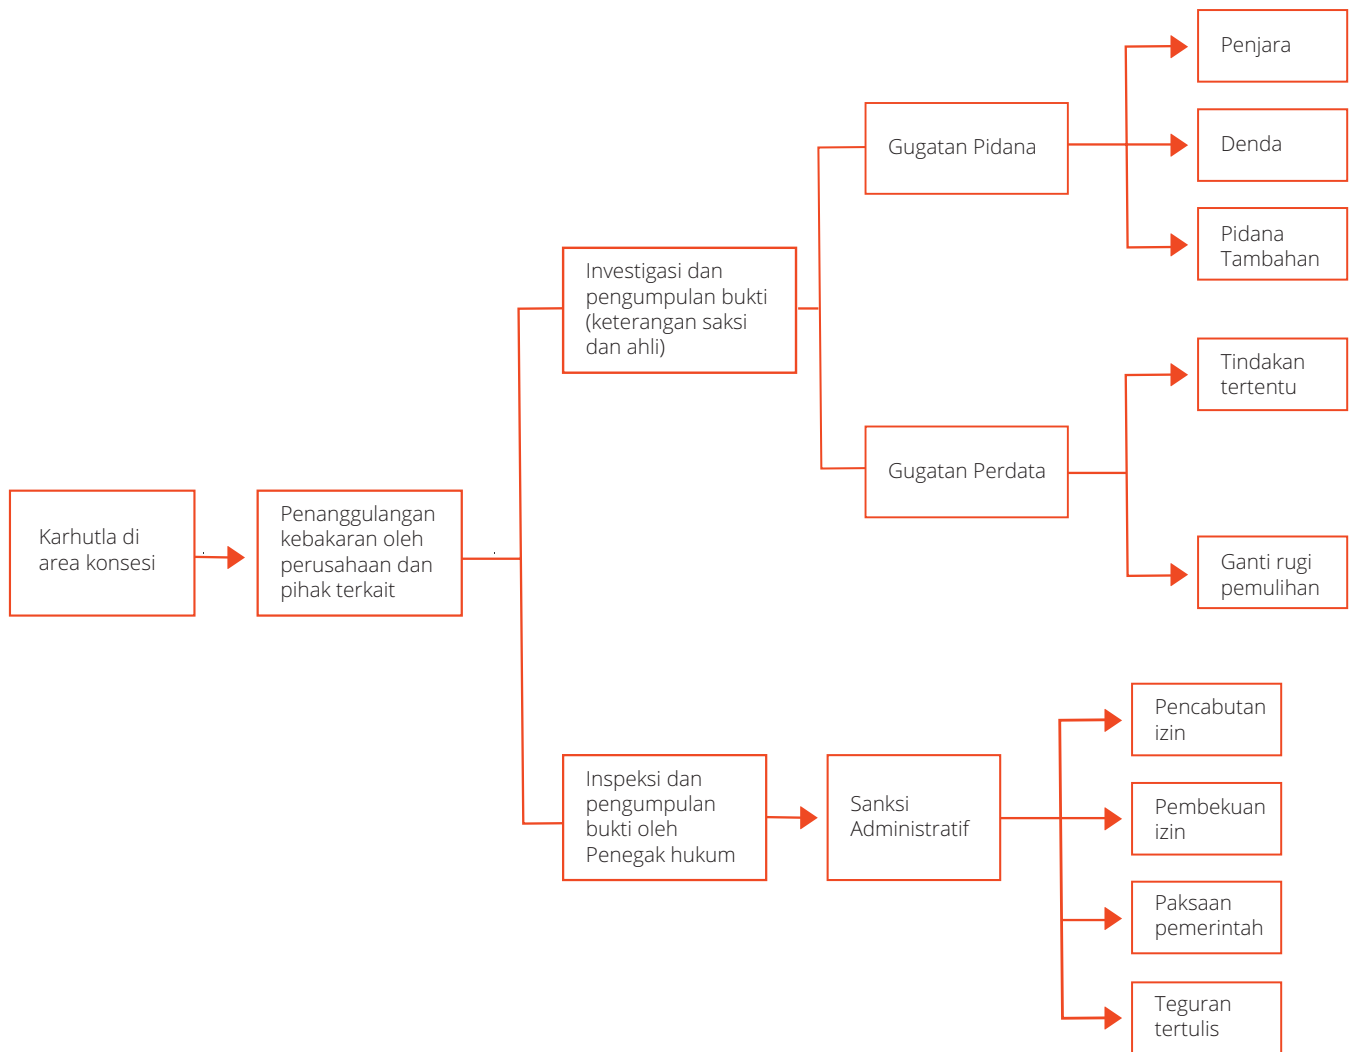 Penjara
Denda
Pidana
Tambahan
Gugatan Pidana
Investigasi dan
pengumpulan bukti
(keterangan saksi
dan ahli)
Tindakan
tertentu
Gugatan Perdata
Ganti rugi
pemulihan
Karhutla di
area konsesi
Penanggulangan
kebakaran oleh
perusahaan dan
pihak terkait
Inspeksi dan
pengumpulan
bukti oleh
Penegak hukum
Sanksi
Administratif
Pencabutan
izin
Pembekuan
izin
Paksaan
pemerintah
Teguran
tertulis